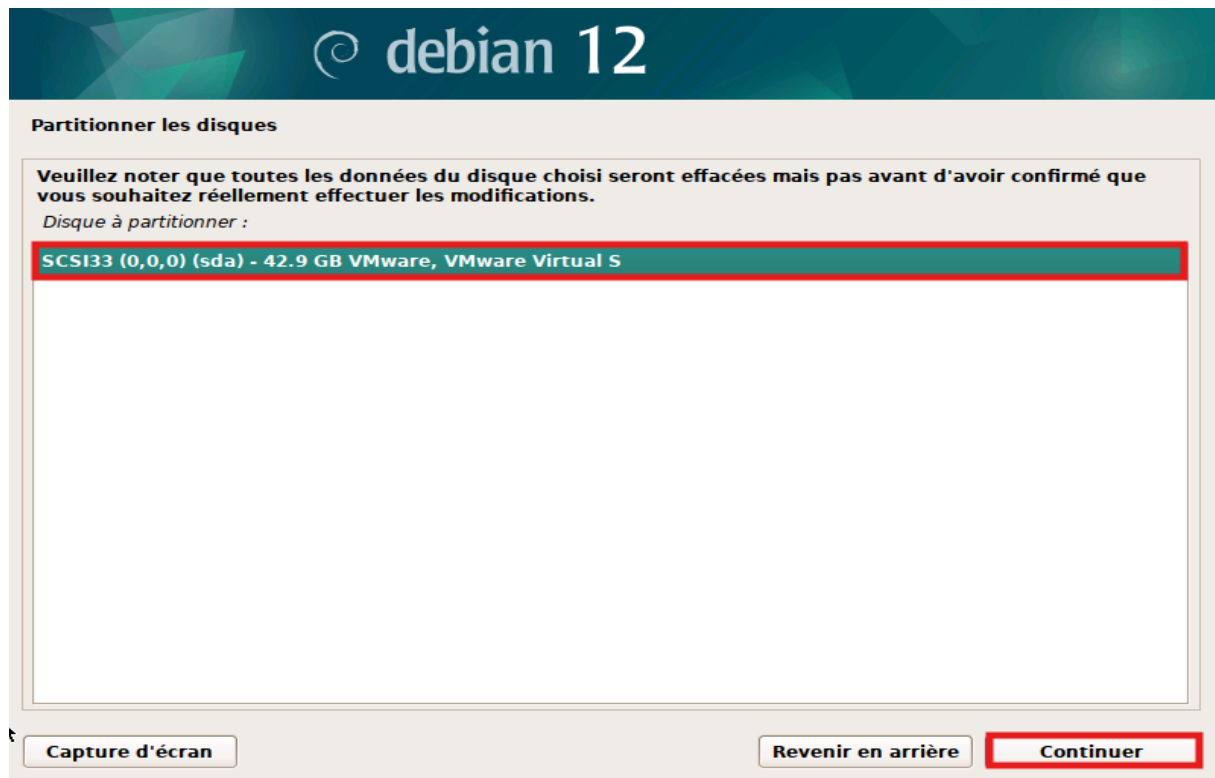 debian 12
Partitionner les disques
Veuillez noter que toutes les données du disque choisi seront effacées mais pas avant d'avoir confirmé que
vous souhaitez réellement effectuer les modifications.
Disque à partitionner :
SCSI33 (0,0,0) (sda) - 42.9 GB VMware, VMware Virtual S
Capture d'écran
Revenir en arrière
Continuer